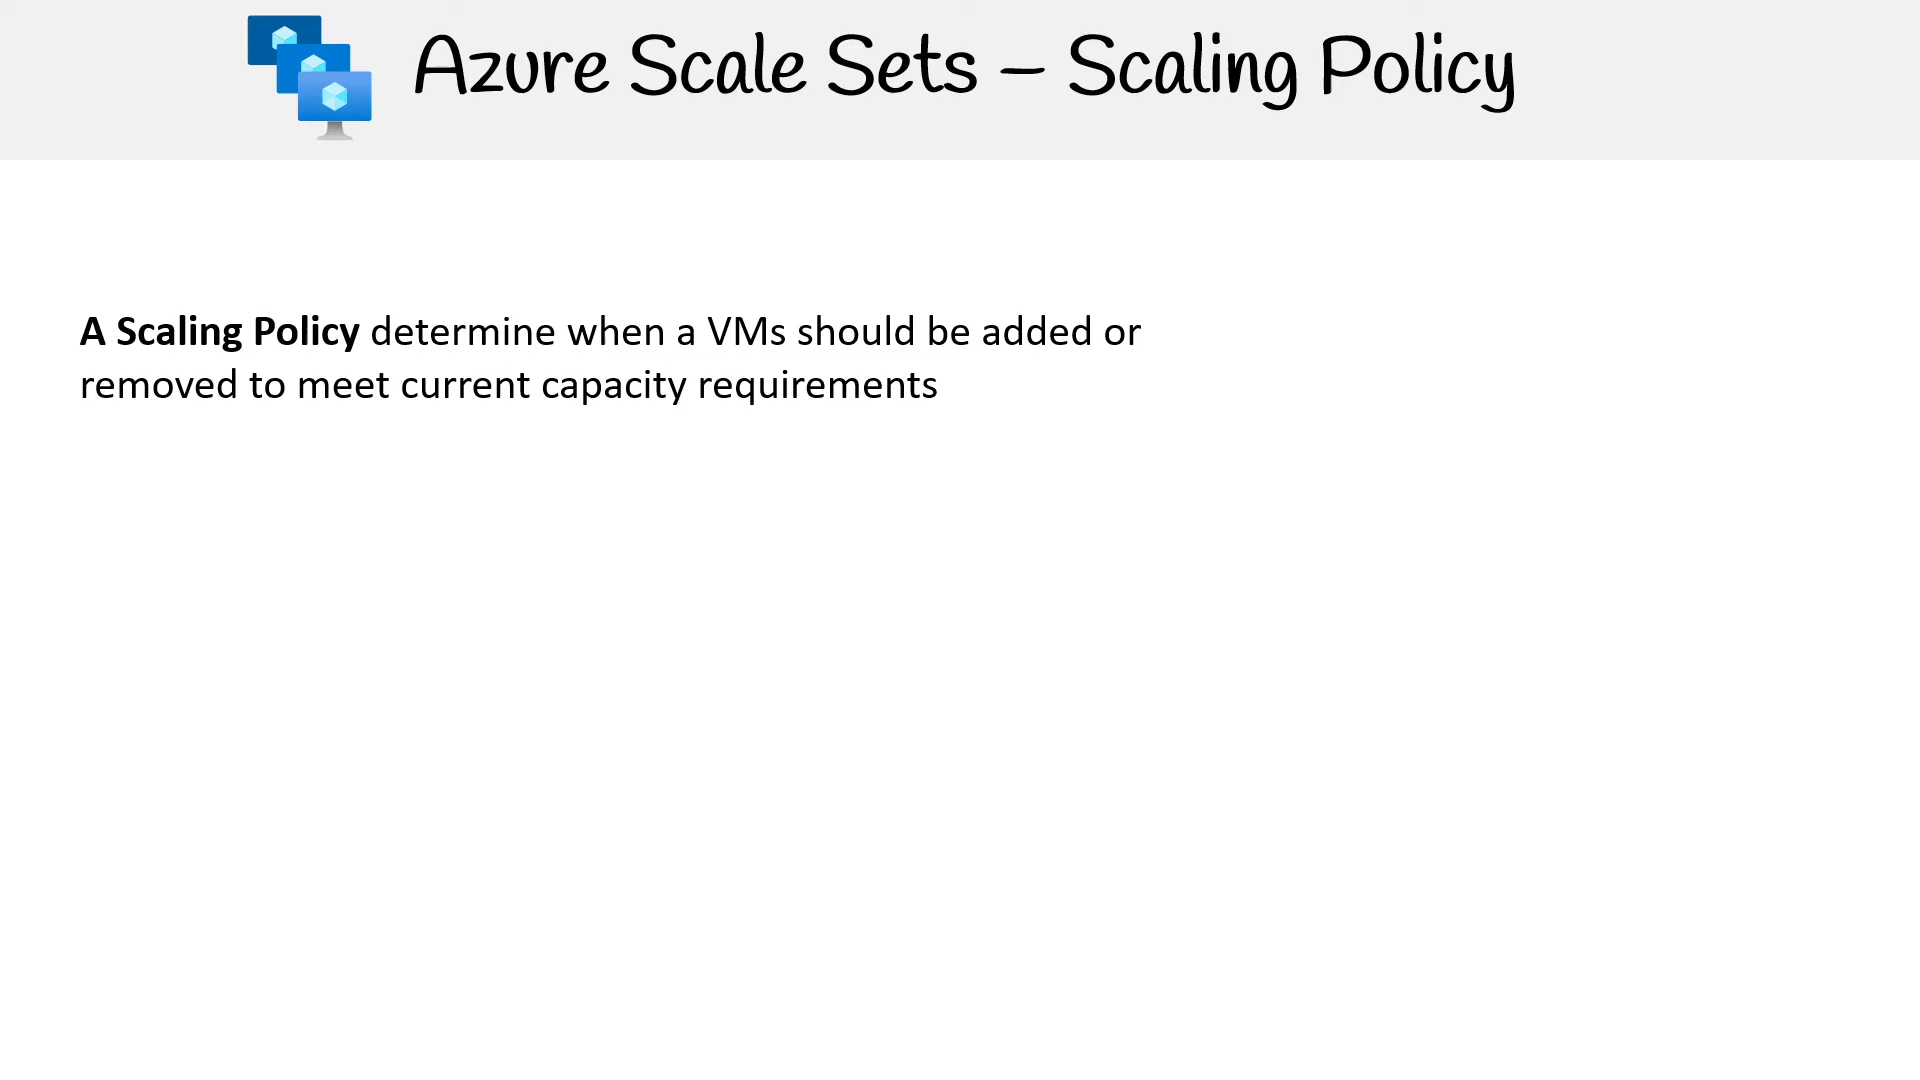 Azure Scale Sets – Scaling Policy
A Scaling Policy determine when a VMs should be added or
removed to meet current capacity requirements